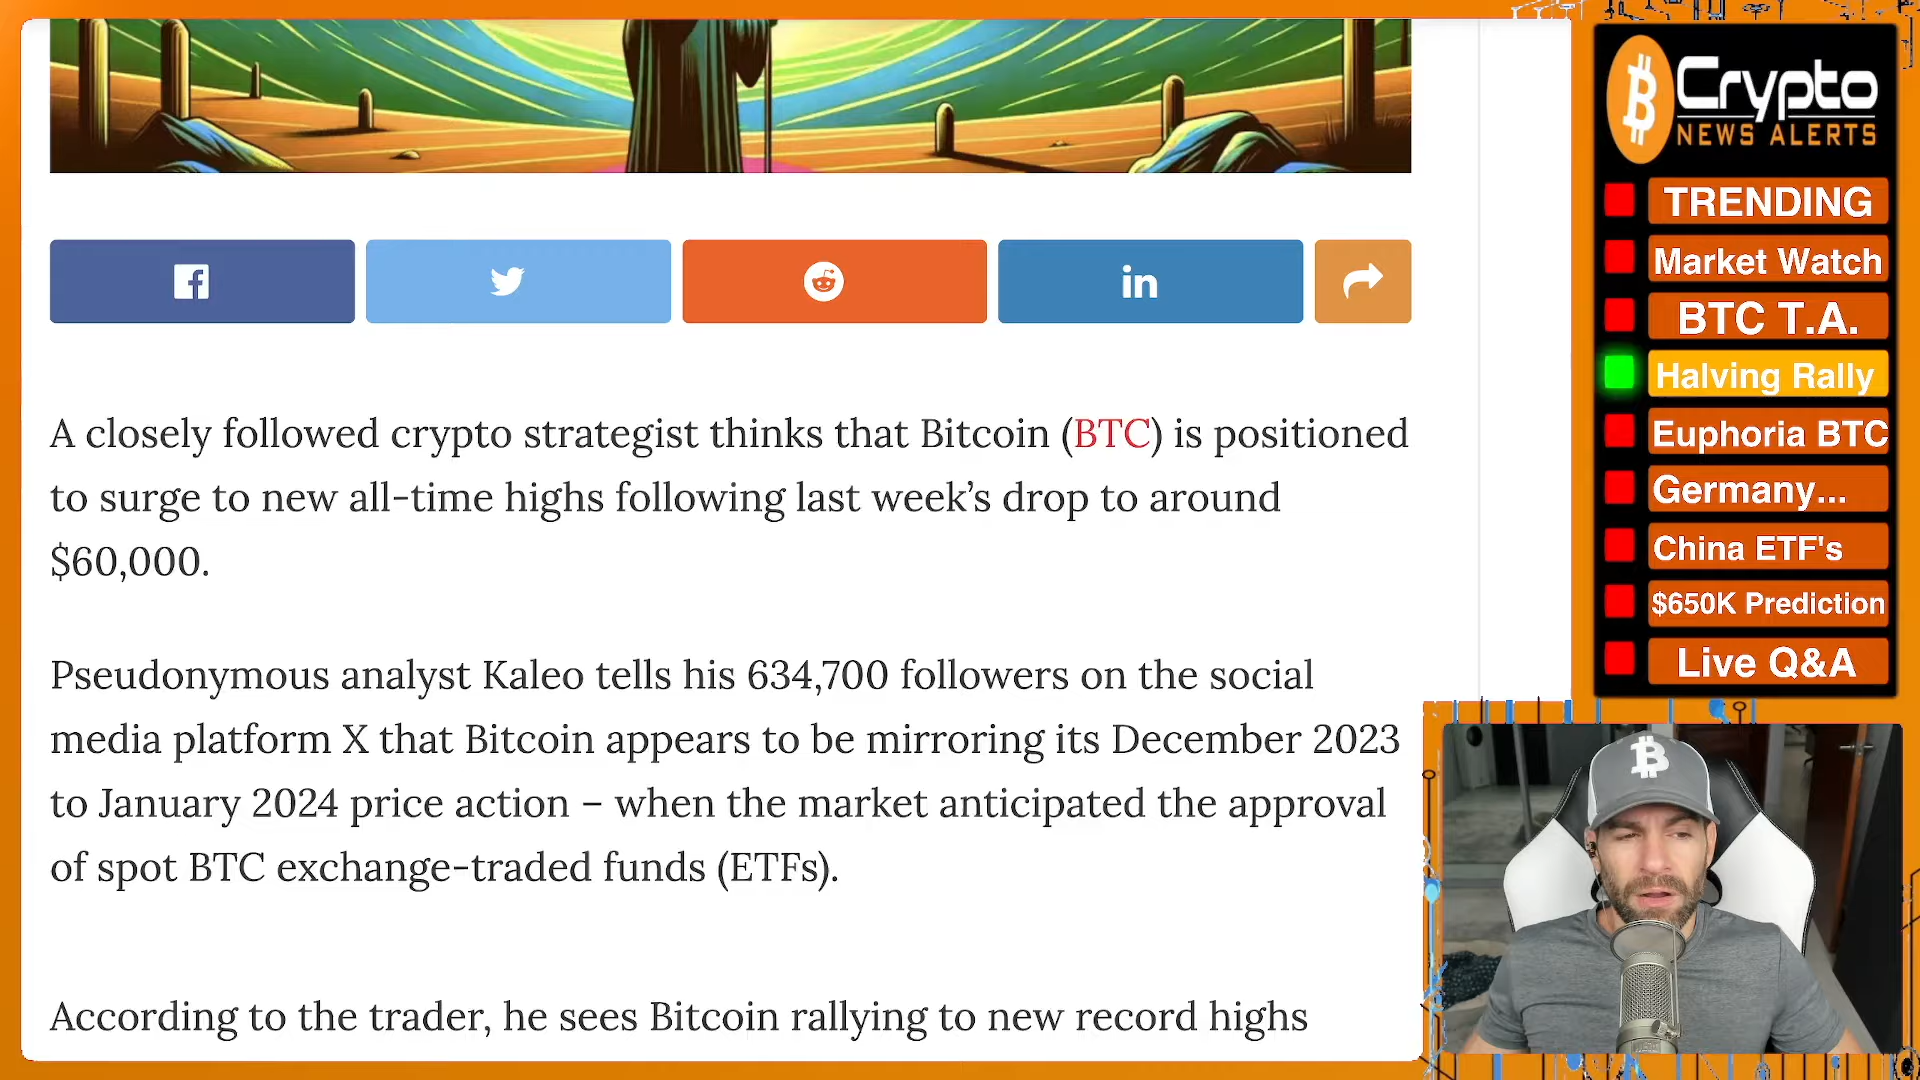 A closely followed crypto strategist thinks that Bitcoin (BTC) is positioned
to surge to new all-time highs following last week’s drop to around
$60,000.
Pseudonymous analyst Kaleo tells his 634,700 followers on the social
media platform X that Bitcoin appears to be mirroring its December 2023
to January 2024 price action – when the market anticipated the approval
of spot BTC exchange-traded funds (ETFs).
According to the trader, he sees Bitcoin rallying to new record highs
Crypto
NEWS ALERTS
TRENDING
Market Watch
BTC T.A.
Halving Rally
Euphoria BTC
Germany...
China ETF's
$650K Prediction
Live Q&A